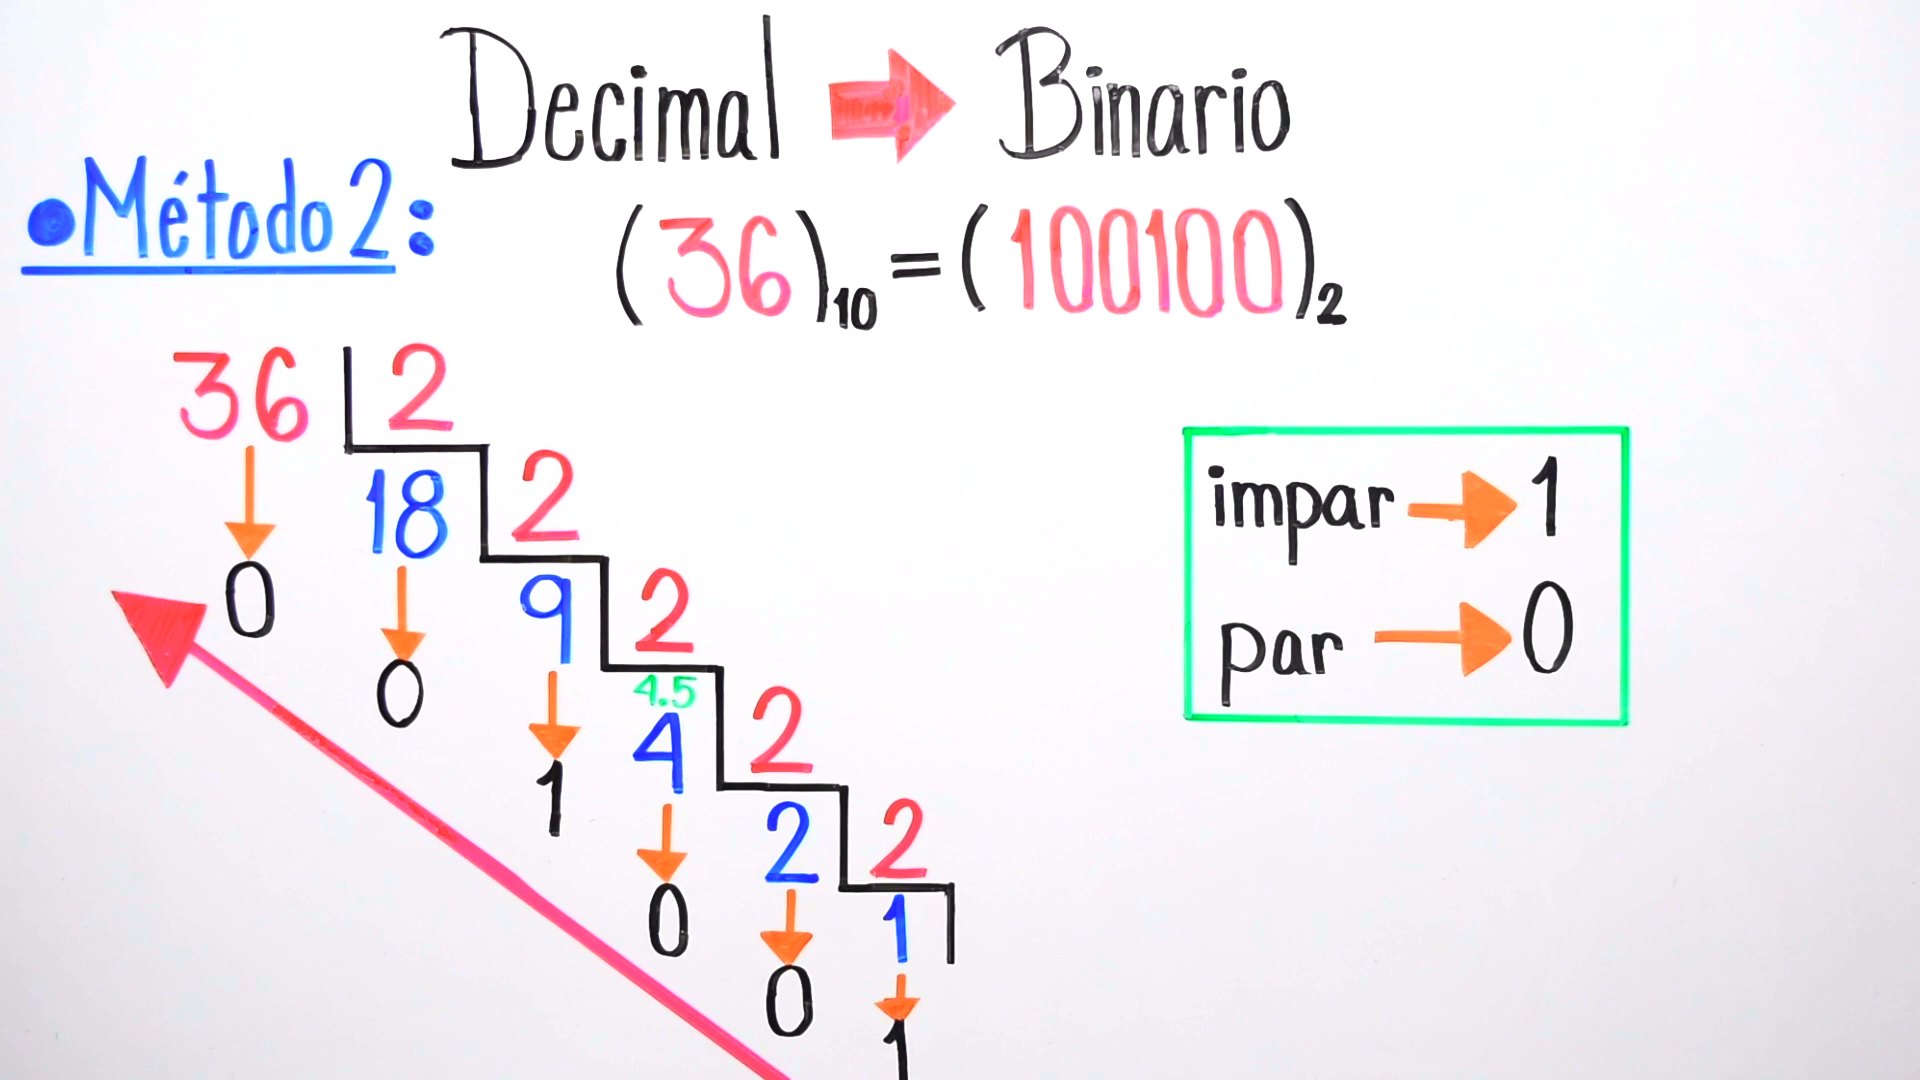 Decimal Binario
•Método 2:
(36)10 = (100100)2
36 2
18 2
9 2
4.5
4 2
2 2
1
0
0
1
0
0
1
impar 1
par 0